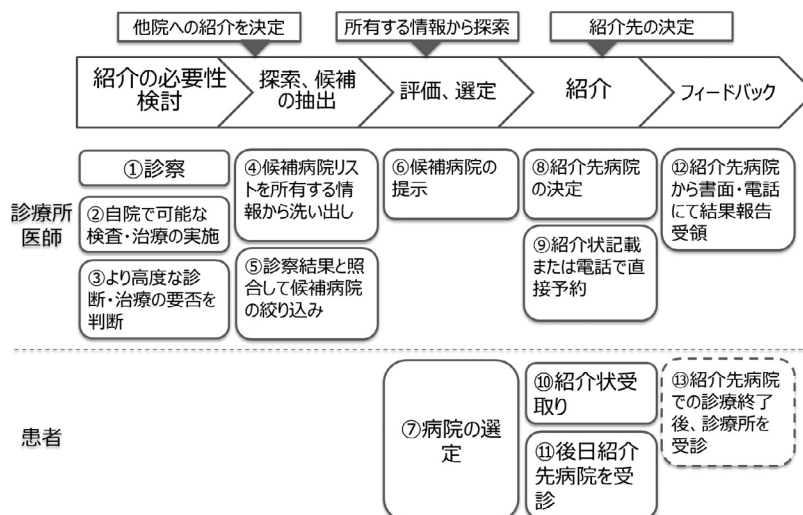 他院への紹介を決定
所有する情報から探索
紹介先の決定
紹介の必要性
検討
探索、候補
の抽出
評価、選定
紹介
フィードバック
診療所
医師
①診察
②自院で可能な
検査・治療の実施
③より高度な診
断・治療の要否を
判断
④候補病院リス
トを所有する情
報から洗い出し
⑤診察結果と照
合して候補病院
の絞り込み
⑥候補病院の
提示
⑧紹介先病院
の決定
⑨紹介状記載
または電話で直
接予約
⑫紹介先病院
から書面・電話
にて結果報告
受領
患者
⑦病院の選
定
⑩紹介状受
取り
⑪後日紹介
先病院を受
診
⑬紹介先病院
での診療終了
後、診療所を
受診